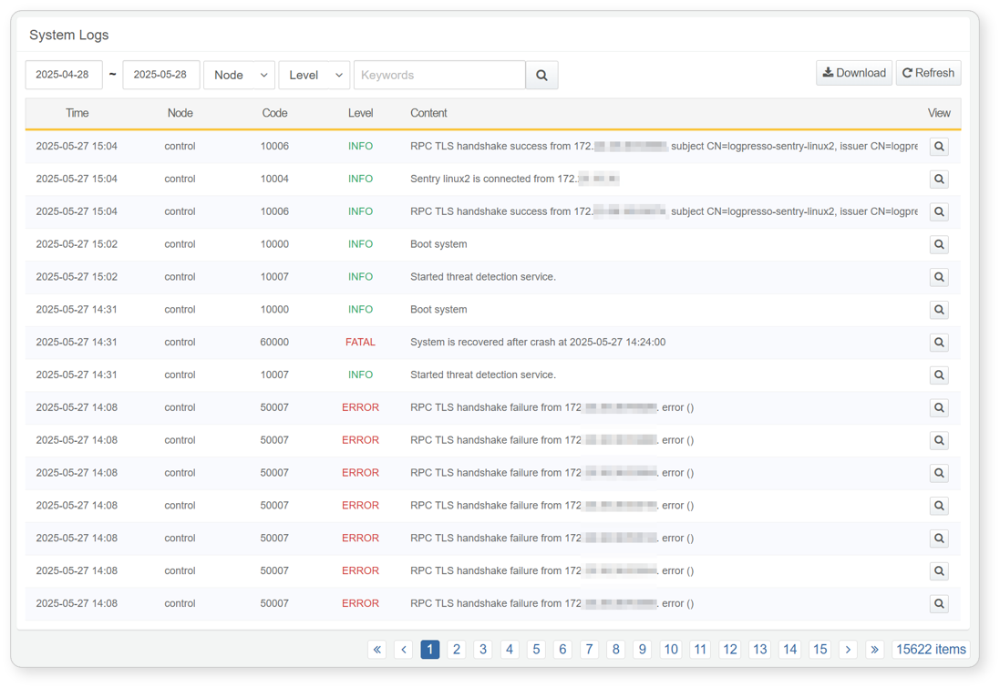 System Logs
2025-04-28 ~ 2025-05-28 Node Level Keywords Download Refresh
Time Node Code Level Content View
2025-05-27 15:04 control 10006 INFO RPC TLS handshake success from 172. subject CN=logpresso-sentry-linux2, issuer CN=logpre
2025-05-27 15:04 control 10004 INFO Sentry linux2 is connected from 172.
2025-05-27 15:04 control 10006 INFO RPC TLS handshake success from 172. subject CN=logpresso-sentry-linux2, issuer CN=logpre
2025-05-27 15:02 control 10000 INFO Boot system
2025-05-27 15:02 control 10007 INFO Started threat detection service.
2025-05-27 14:31 control 10000 INFO Boot system
2025-05-27 14:31 control 60000 FATAL System is recovered after crash at 2025-05-27 14:24:00
2025-05-27 14:31 control 10007 INFO Started threat detection service.
2025-05-27 14:08 control 50007 ERROR RPC TLS handshake failure from 172 . error ()
2025-05-27 14:08 control 50007 ERROR RPC TLS handshake failure from 172 . error ()
2025-05-27 14:08 control 50007 ERROR RPC TLS handshake failure from 172 . error ()
2025-05-27 14:08 control 50007 ERROR RPC TLS handshake failure from 172 . error ()
2025-05-27 14:08 control 50007 ERROR RPC TLS handshake failure from 172 . error ()
2025-05-27 14:08 control 50007 ERROR RPC TLS handshake failure from 172 . error ()
2025-05-27 14:08 control 50007 ERROR RPC TLS handshake failure from 172 . error ()
« ‹ 1 2 3 4 5 6 7 8 9 10 11 12 13 14 15 › » 15622 items